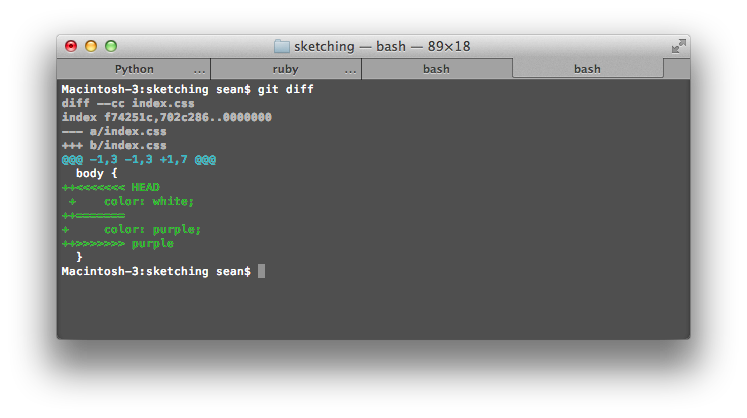 sketching — bash — 89×18
Python ... ruby ... bash bash
Macintosh-3:sketching sean$ git diff
diff --cc index.css
index f74251c,702c286..0000000
--- a/index.css
+++ b/index.css
@@@ -1,3 -1,3 +1,7 @@@
  body {
++<<<<<<< HEAD
 +    color: white;
++=======
+     color: purple;
++>>>>>>> purple
  }
Macintosh-3:sketching sean$